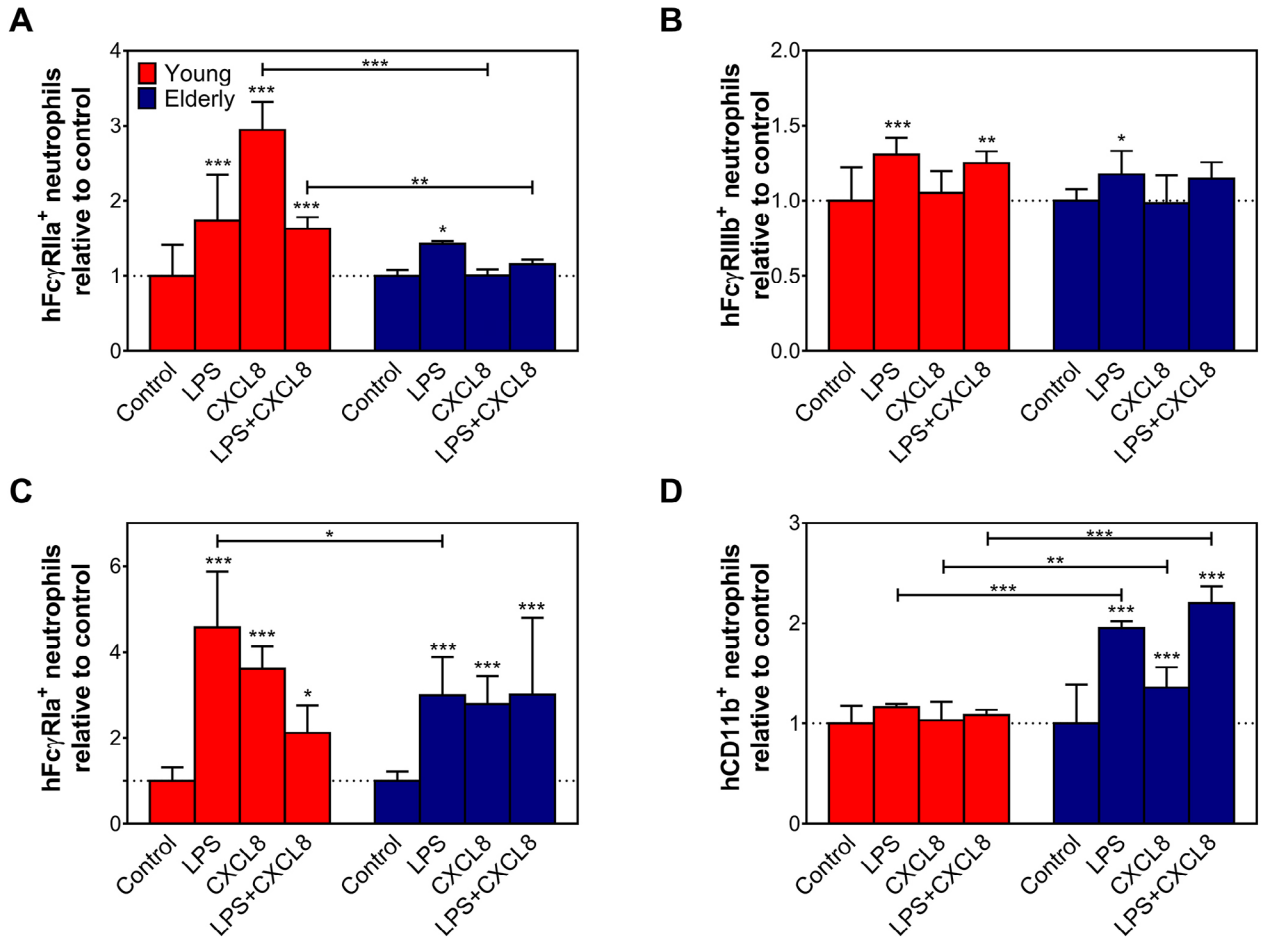 A
hFcγRIIa⁺ neutrophils
relative to control
4
3
2
1
0
Young
Elderly
***
***
***
***
**
*
Control
LPS
CXCL8
LPS+CXCL8
Control
LPS
CXCL8
LPS+CXCL8
B
hFcγRIIIb⁺ neutrophils
relative to control
2.0
1.5
1.0
0.5
0.0
***
**
*
Control
LPS
CXCL8
LPS+CXCL8
Control
LPS
CXCL8
LPS+CXCL8
C
hFcγRIa⁺ neutrophils
relative to control
6
4
2
0
*
***
***
*
***
***
***
Control
LPS
CXCL8
LPS+CXCL8
Control
LPS
CXCL8
LPS+CXCL8
D
hCD11b⁺ neutrophils
relative to control
3
2
1
0
***
**
***
***
***
***
Control
LPS
CXCL8
LPS+CXCL8
Control
LPS
CXCL8
LPS+CXCL8